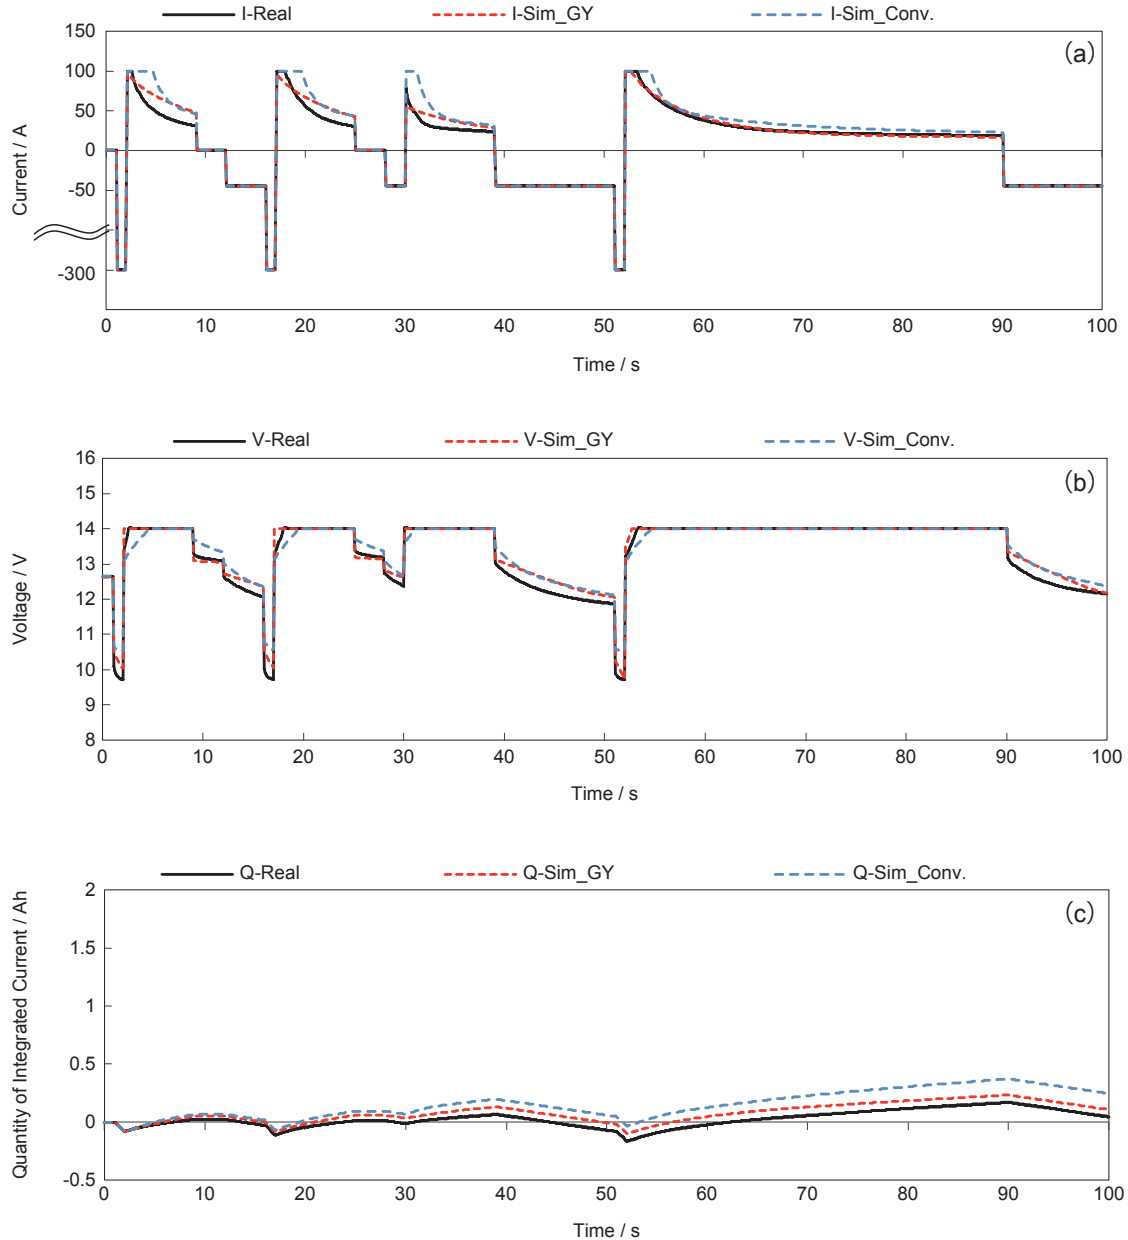 I-Real I-Sim_GY I-Sim_Conv.
(a)
150
100
50
0
-50
-300
Current / A
0 10 20 30 40 50 60 70 80 90 100
Time / s
V-Real V-Sim_GY V-Sim_Conv.
(b)
16
15
14
13
12
11
10
9
8
Voltage / V
0 10 20 30 40 50 60 70 80 90 100
Time / s
Q-Real Q-Sim_GY Q-Sim_Conv.
(c)
2
1.5
1
0.5
0
-0.5
Quantity of Integrated Current / Ah
0 10 20 30 40 50 60 70 80 90 100
Time / s